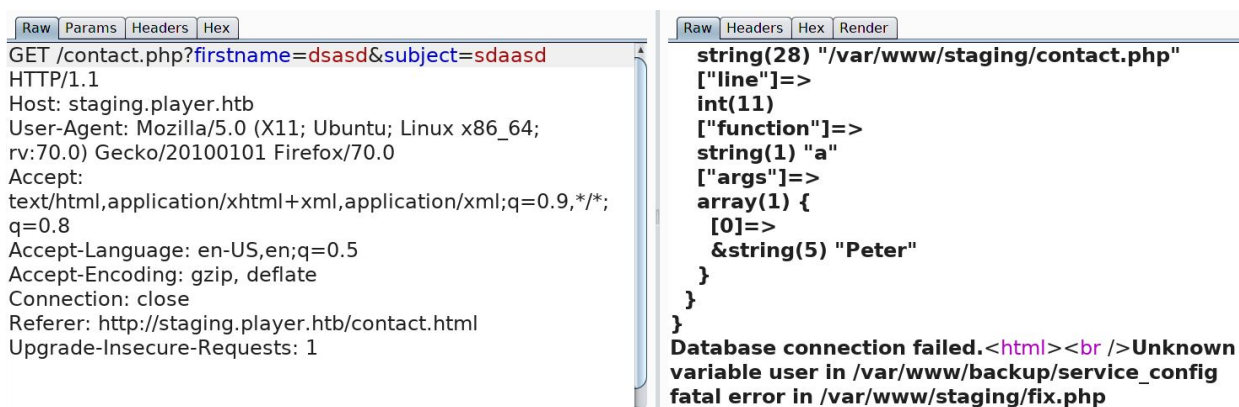 Raw Params Headers Hex
GET /contact.php?firstname=dsasd&subject=sdaasd
HTTP/1.1
Host: staging.player.htb
User-Agent: Mozilla/5.0 (X11; Ubuntu; Linux x86_64;
rv:70.0) Gecko/20100101 Firefox/70.0
Accept:
text/html,application/xhtml+xml,application/xml;q=0.9,*/*;
q=0.8
Accept-Language: en-US,en;q=0.5
Accept-Encoding: gzip, deflate
Connection: close
Referer: http://staging.player.htb/contact.html
Upgrade-Insecure-Requests: 1
Raw Headers Hex Render
string(28) "/var/www/staging/contact.php"
["line"]=>
int(11)
["function"]=>
string(1) "a"
["args"]=>
array(1) {
[0]=>
&string(5) "Peter"
}
}
}
Database connection failed.<html><br />Unknown
variable user in /var/www/backup/service_config
fatal error in /var/www/staging/fix.php